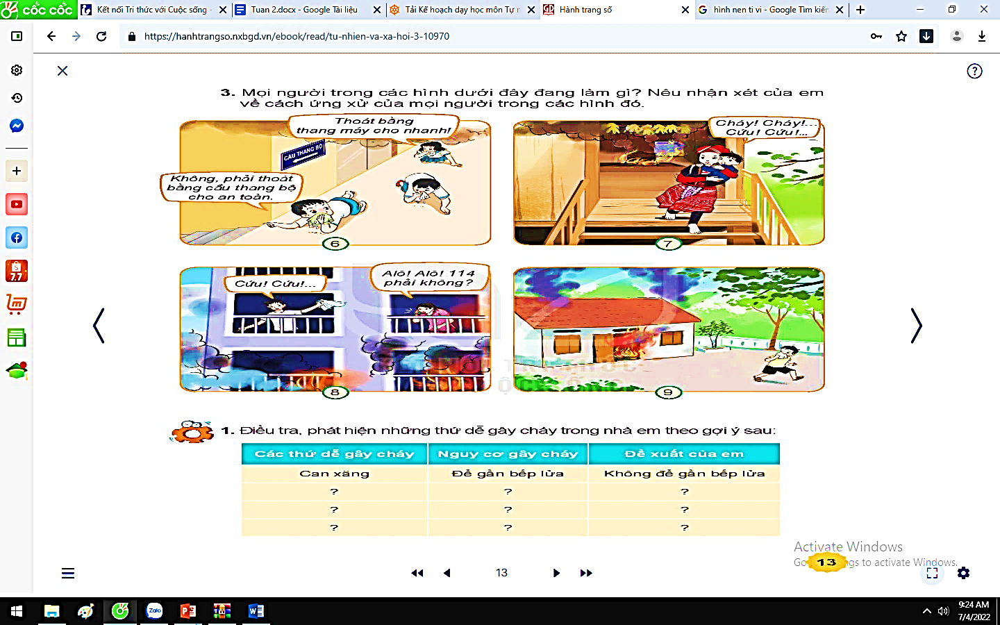 cốc cốc
Kết nối Tri thức với Cuộc sống
Tuan 2.docx - Google Tài liệu
Tải Kế hoạch dạy học môn Tự n
Hành trang số
hình nen ti vi - Google Tìm kiếm
https://hanhtrangso.nxbgd.vn/ebook/read/tu-nhien-va-xa-hoi-3-10970
3. Mọi người trong các hình dưới đây đang làm gì? Nêu nhận xét của em
về cách ứng xử của mọi người trong các hình đó.
Thoát bằng
thang máy cho nhanh!
CẦU THANG BỘ
Không, phải thoát
bằng cầu thang bộ
cho an toàn.
6
Cháy! Cháy!...
Cứu! Cứu!...
7
Cứu! Cứu!...
Alô! Alô! 114
phải không?
8
9
1. Điều tra, phát hiện những thứ dễ gây cháy trong nhà em theo gợi ý sau:
Các thứ dễ gây cháy Nguy cơ gây cháy Đề xuất của em
Can xăng Để gần bếp lửa Không để gần bếp lửa
? ? ?
? ? ?
? ? ?
Activate Windows
Go ngs to activate Windows.
13
13
7.7
Zalo
9:24 AM
7/4/2022